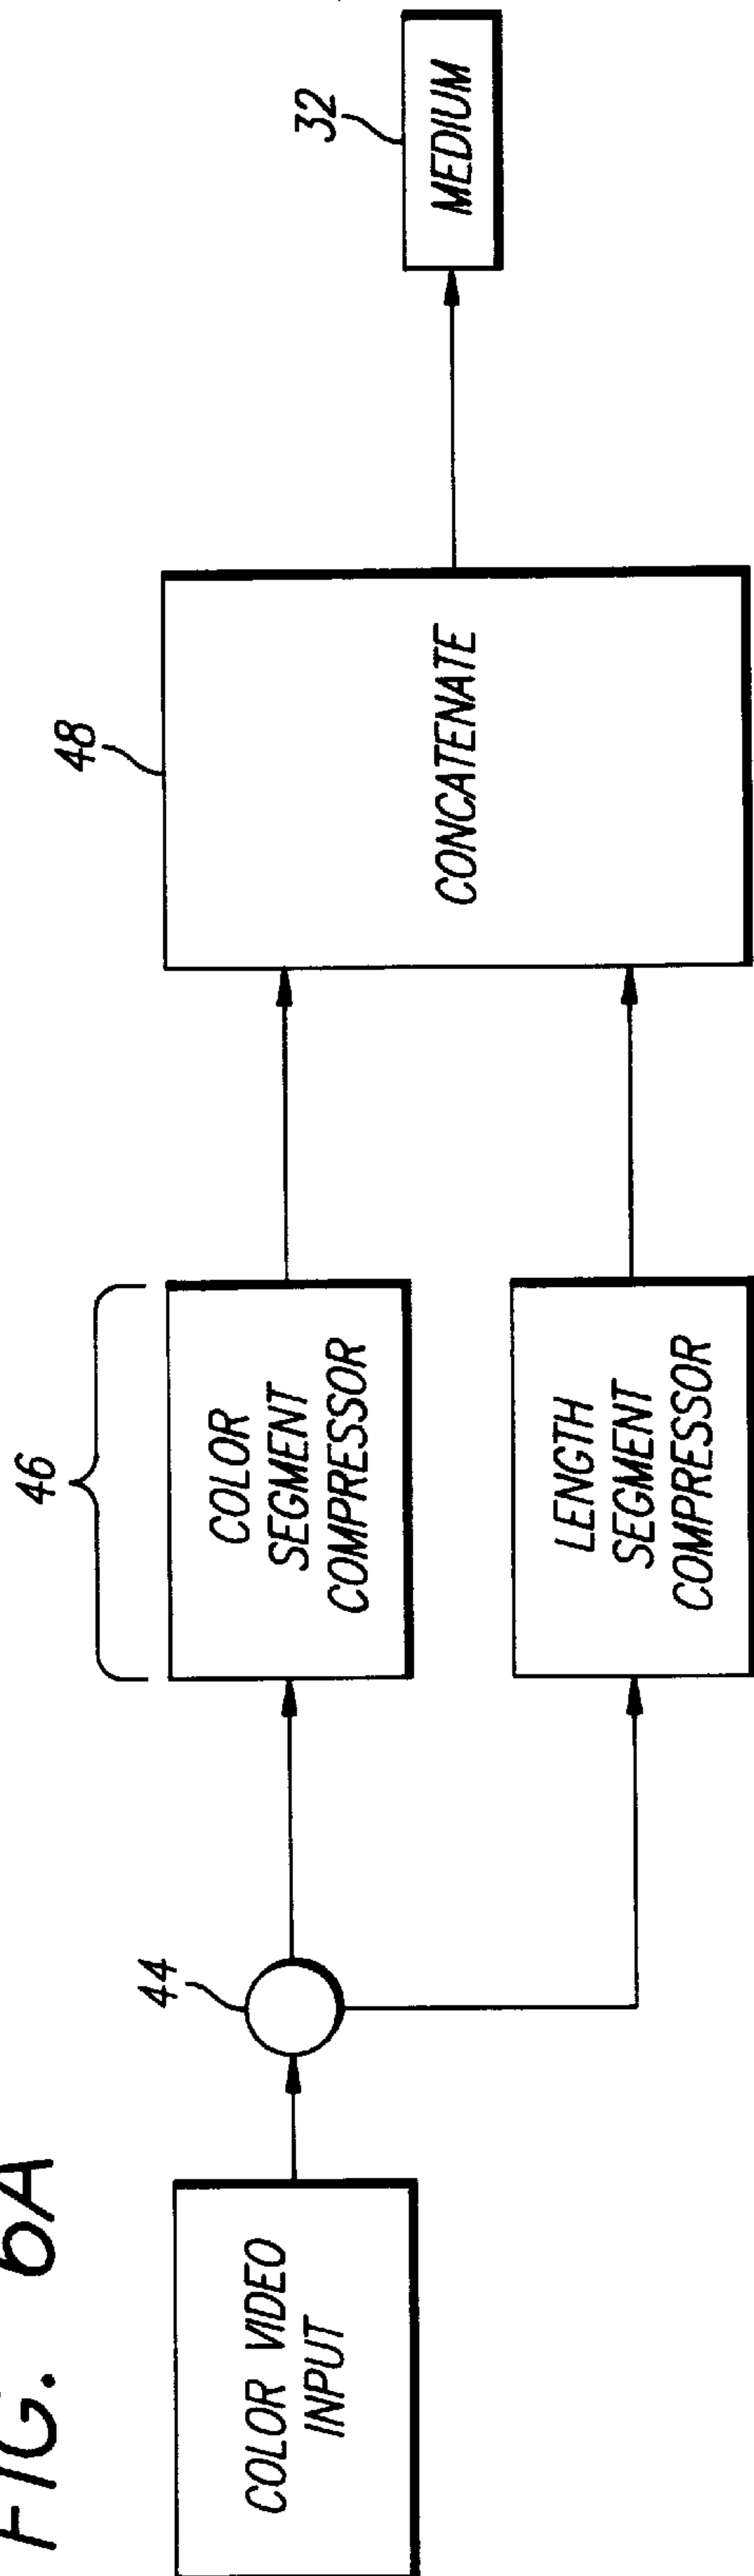 FIG. 6A
COLOR VIDEO
INPUT
44
46
COLOR
SEGMENT
COMPRESSOR
LENGTH
SEGMENT
COMPRESSOR
48
CONCATENATE
32
MEDIUM